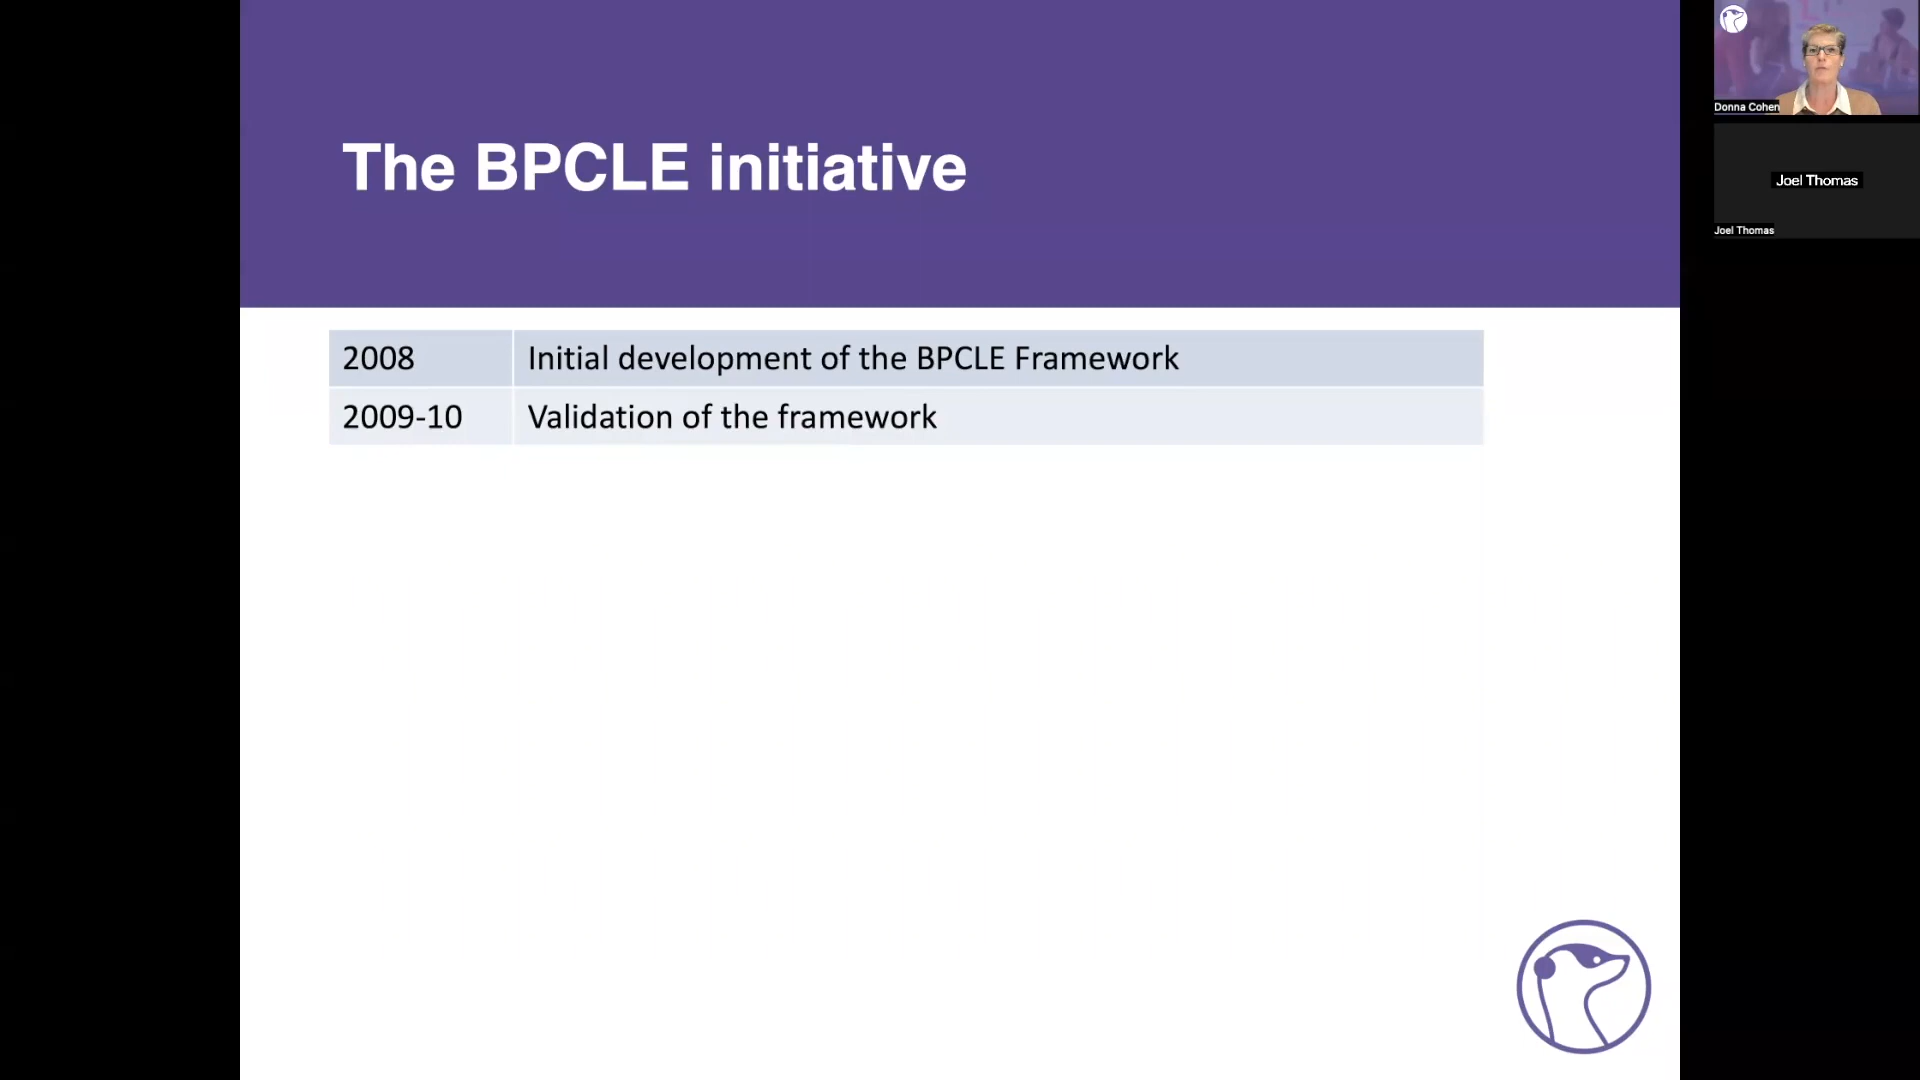 The BPCLE initiative
2008 Initial development of the BPCLE Framework
2009-10 Validation of the framework
Donna Cohen
Joel Thomas
Joel Thomas